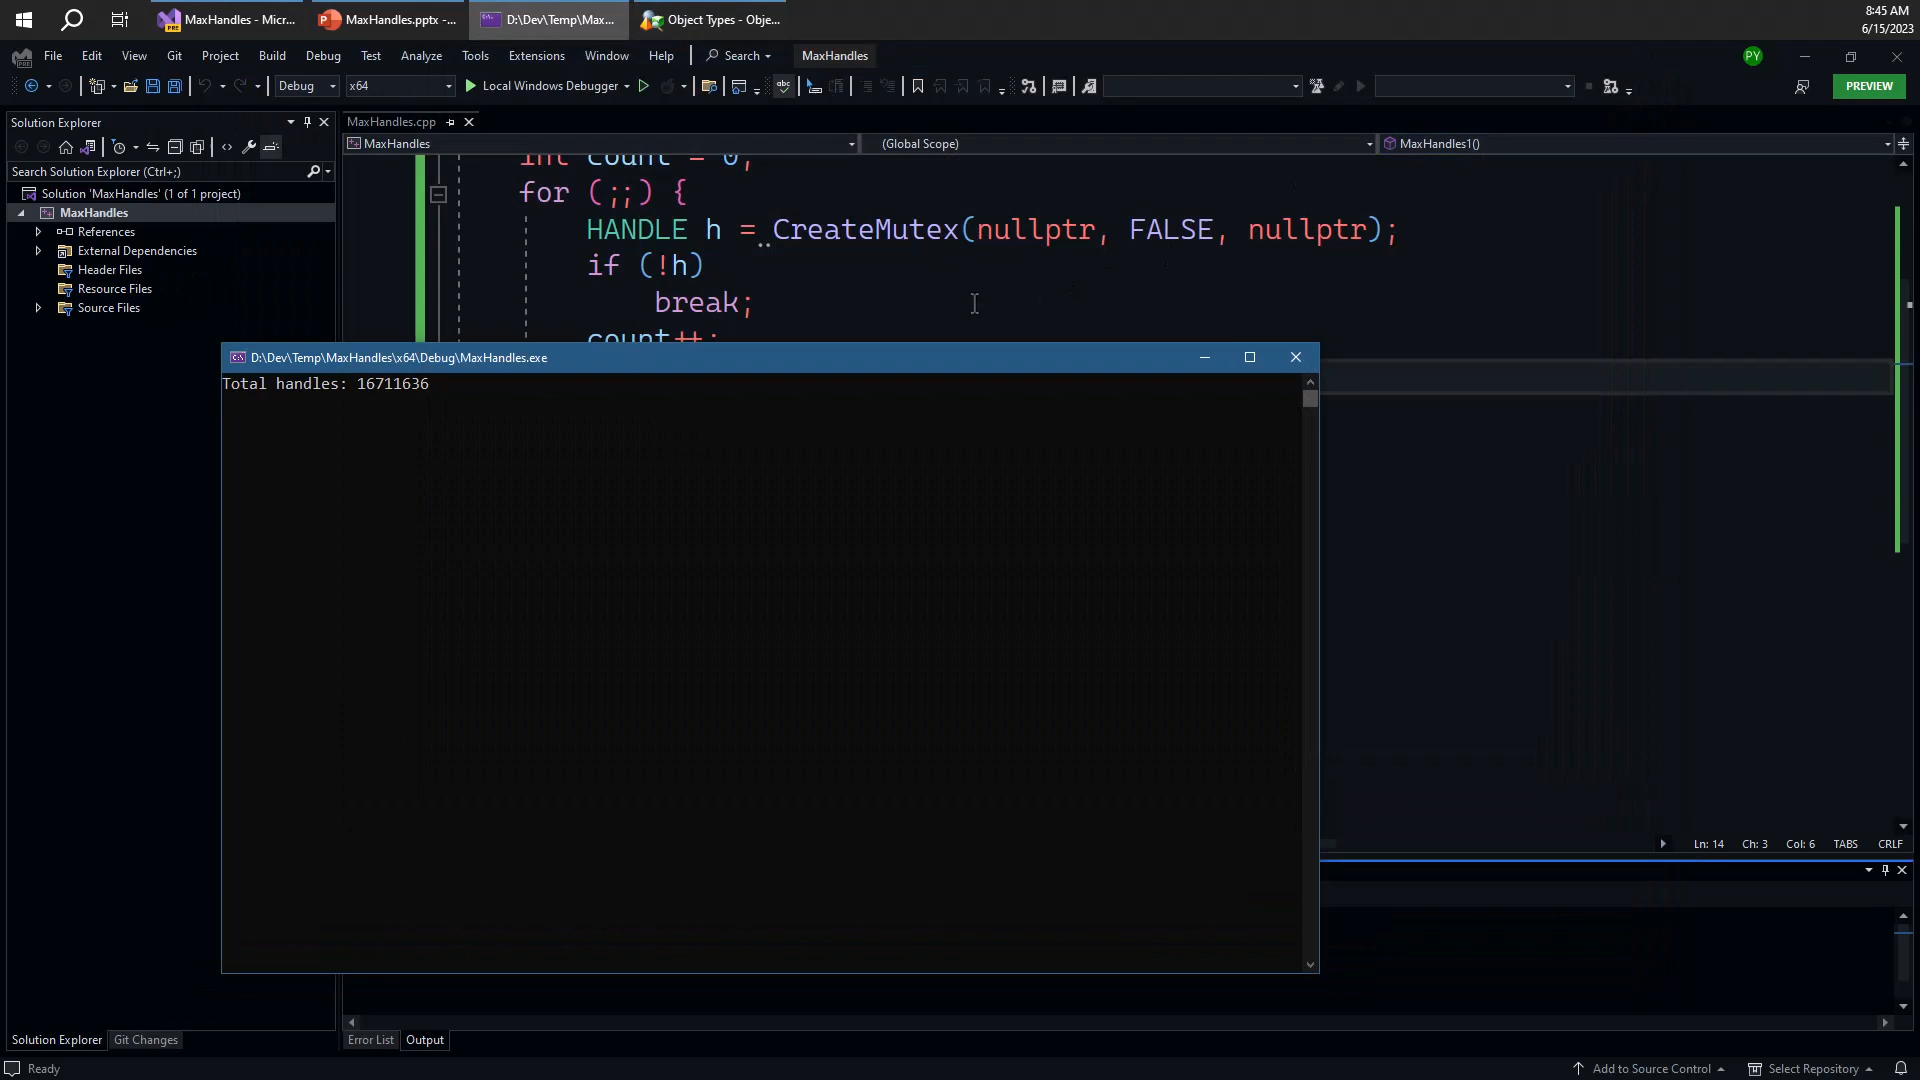 MaxHandles - Micr...
MaxHandles.pptx -...
D:\Dev\Temp\Max...
Object Types - Obje...
8:45 AM
6/15/2023
File Edit View Git Project Build Debug Test Analyze Tools Extensions Window Help Search MaxHandles
PY
Debug x64 Local Windows Debugger PREVIEW
Solution Explorer
MaxHandles.cpp
MaxHandles (Global Scope) MaxHandles1()
Search Solution Explorer (Ctrl+;)
Solution 'MaxHandles' (1 of 1 project)
MaxHandles
References
External Dependencies
Header Files
Resource Files
Source Files
int count = 0;
for (;;) {
HANDLE h = CreateMutex(nullptr, FALSE, nullptr);
if (!h)
break;
count++;
D:\Dev\Temp\MaxHandles\x64\Debug\MaxHandles.exe
Total handles: 16711636
Ln: 14 Ch: 3 Col: 6 TABS CRLF
Solution Explorer Git Changes
Error List Output
Ready
Add to Source Control Select Repository